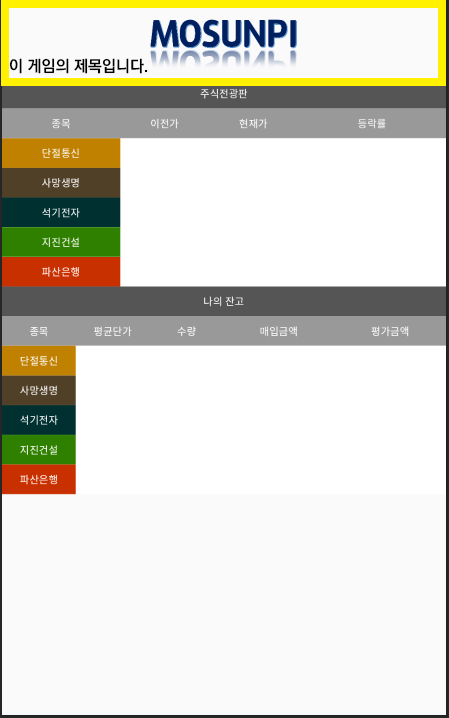 MOSUNPI
이 게임의 제목입니다.
주식전광판
종목 이전가 현재가 등락률
단절통신
사망생명
석기전자
지진건설
파산은행
나의 잔고
종목 평균단가 수량 매입금액 평가금액
단절통신
사망생명
석기전자
지진건설
파산은행